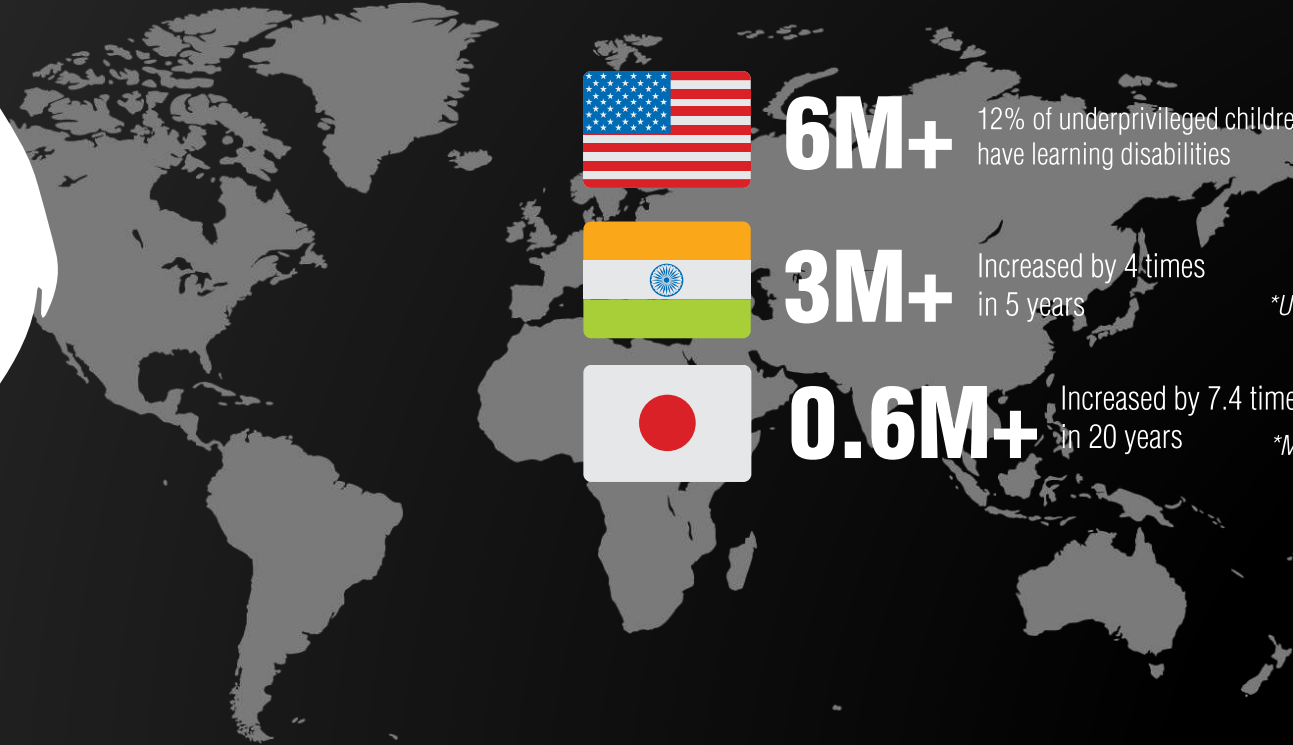 6M+
12% of underprivileged childre
have learning disabilities
3M+
Increased by 4 times
in 5 years
*U
0.6M+
Increased by 7.4 time
in 20 years
*M